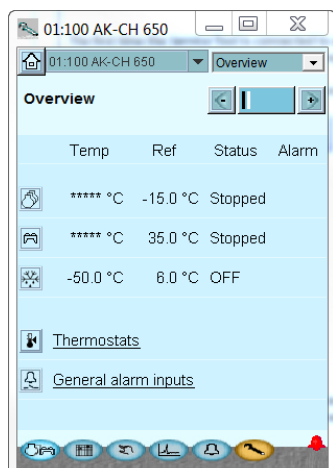 01:100 AK-CH 650
01:100 AK-CH 650 Overview
Overview
Temp Ref Status Alarm
***** °C -15.0 °C Stopped
***** °C 35.0 °C Stopped
-50.0 °C 6.0 °C OFF
Thermostats
General alarm inputs